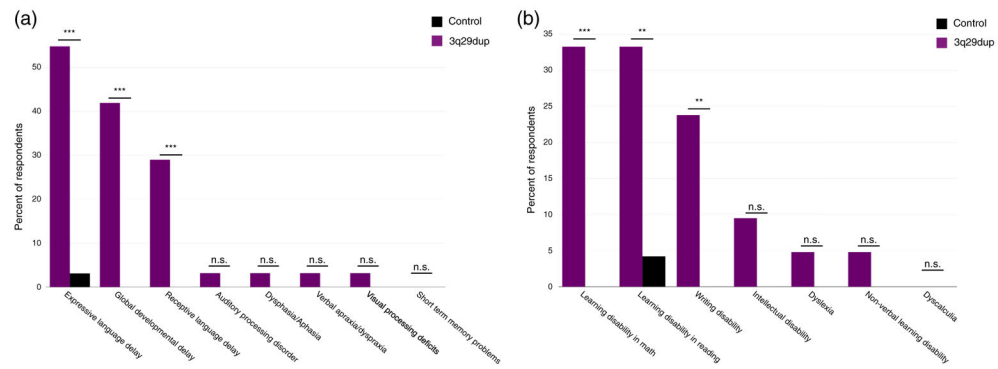 (a)
Control
3q29dup
Percent of respondents
50
40
30
20
10
0
***
***
***
n.s.
n.s.
n.s.
n.s.
n.s.
Expressive language delay
Global developmental delay
Receptive language delay
Auditory processing disorder
Dysphasia/Aphasia
Verbal apraxia/dyspraxia
Visual processing deficits
Short term memory problems
(b)
Control
3q29dup
Percent of respondents
35
30
25
20
15
10
5
0
***
**
**
n.s.
n.s.
n.s.
n.s.
Learning disability in math
Learning disability in reading
Writing disability
Intellectual disability
Dyslexia
Non-verbal learning disability
Dyscalculia